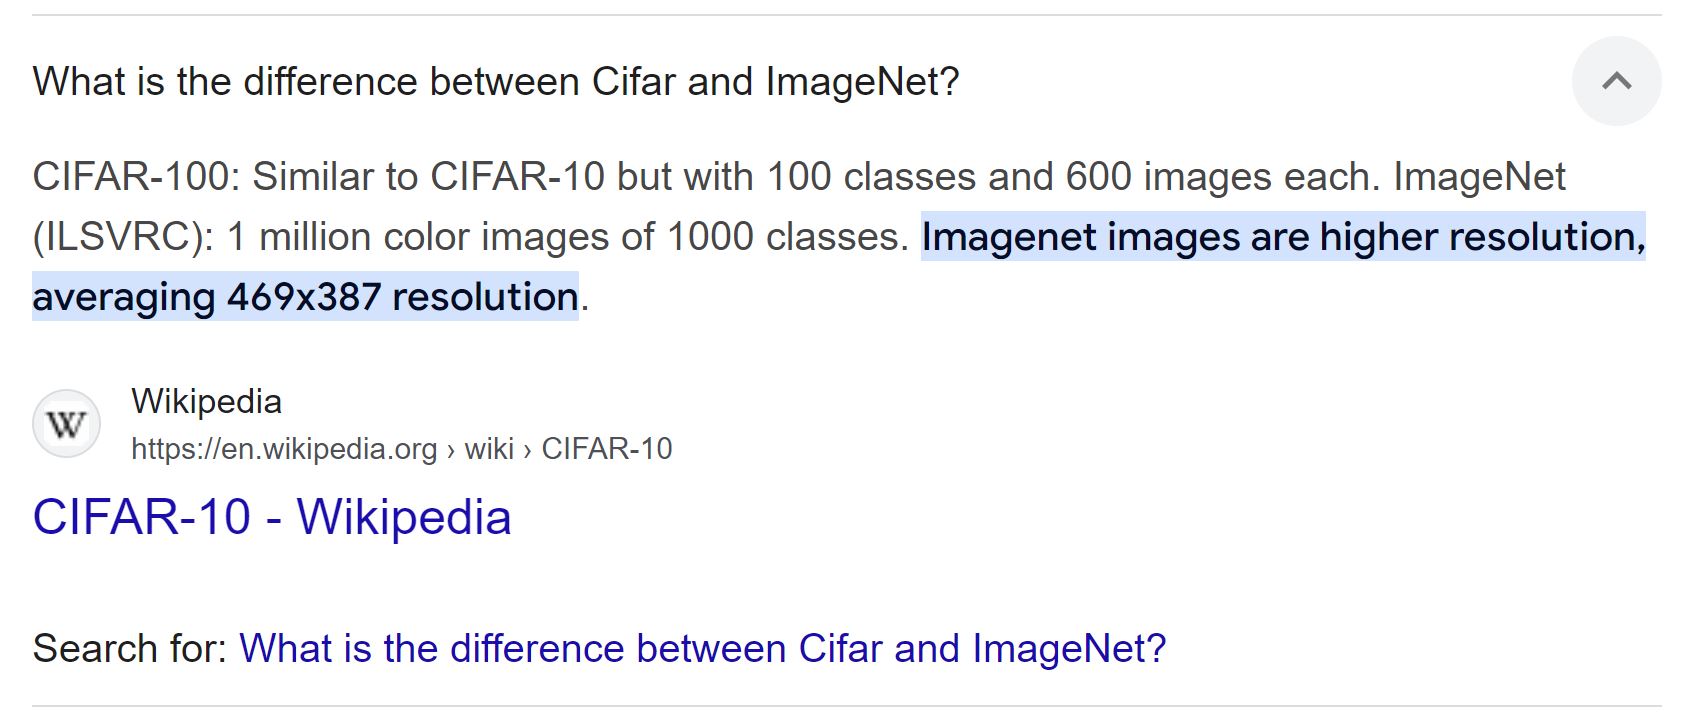 What is the difference between Cifar and ImageNet?
CIFAR-100: Similar to CIFAR-10 but with 100 classes and 600 images each. ImageNet
(ILSVRC): 1 million color images of 1000 classes. Imagenet images are higher resolution,
averaging 469x387 resolution.
W
Wikipedia
https://en.wikipedia.org › wiki › CIFAR-10
CIFAR-10 - Wikipedia
Search for: What is the difference between Cifar and ImageNet?